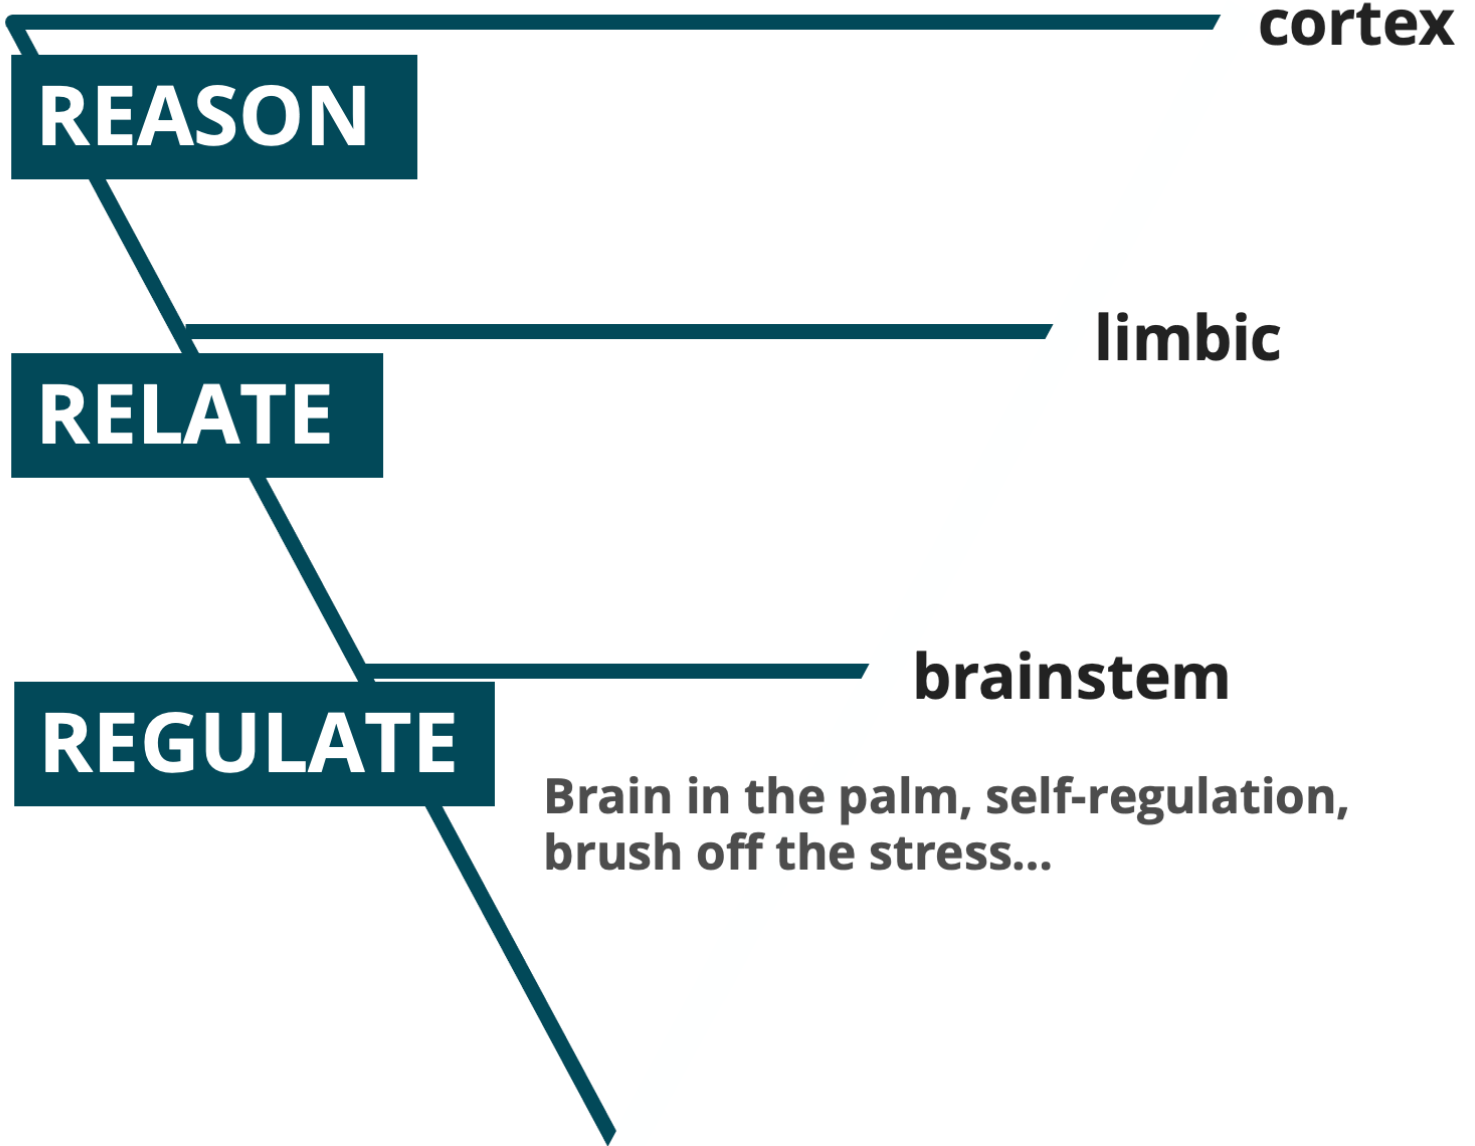 cortex
REASON
limbic
RELATE
brainstem
REGULATE
Brain in the palm, self-regulation,
brush off the stress...